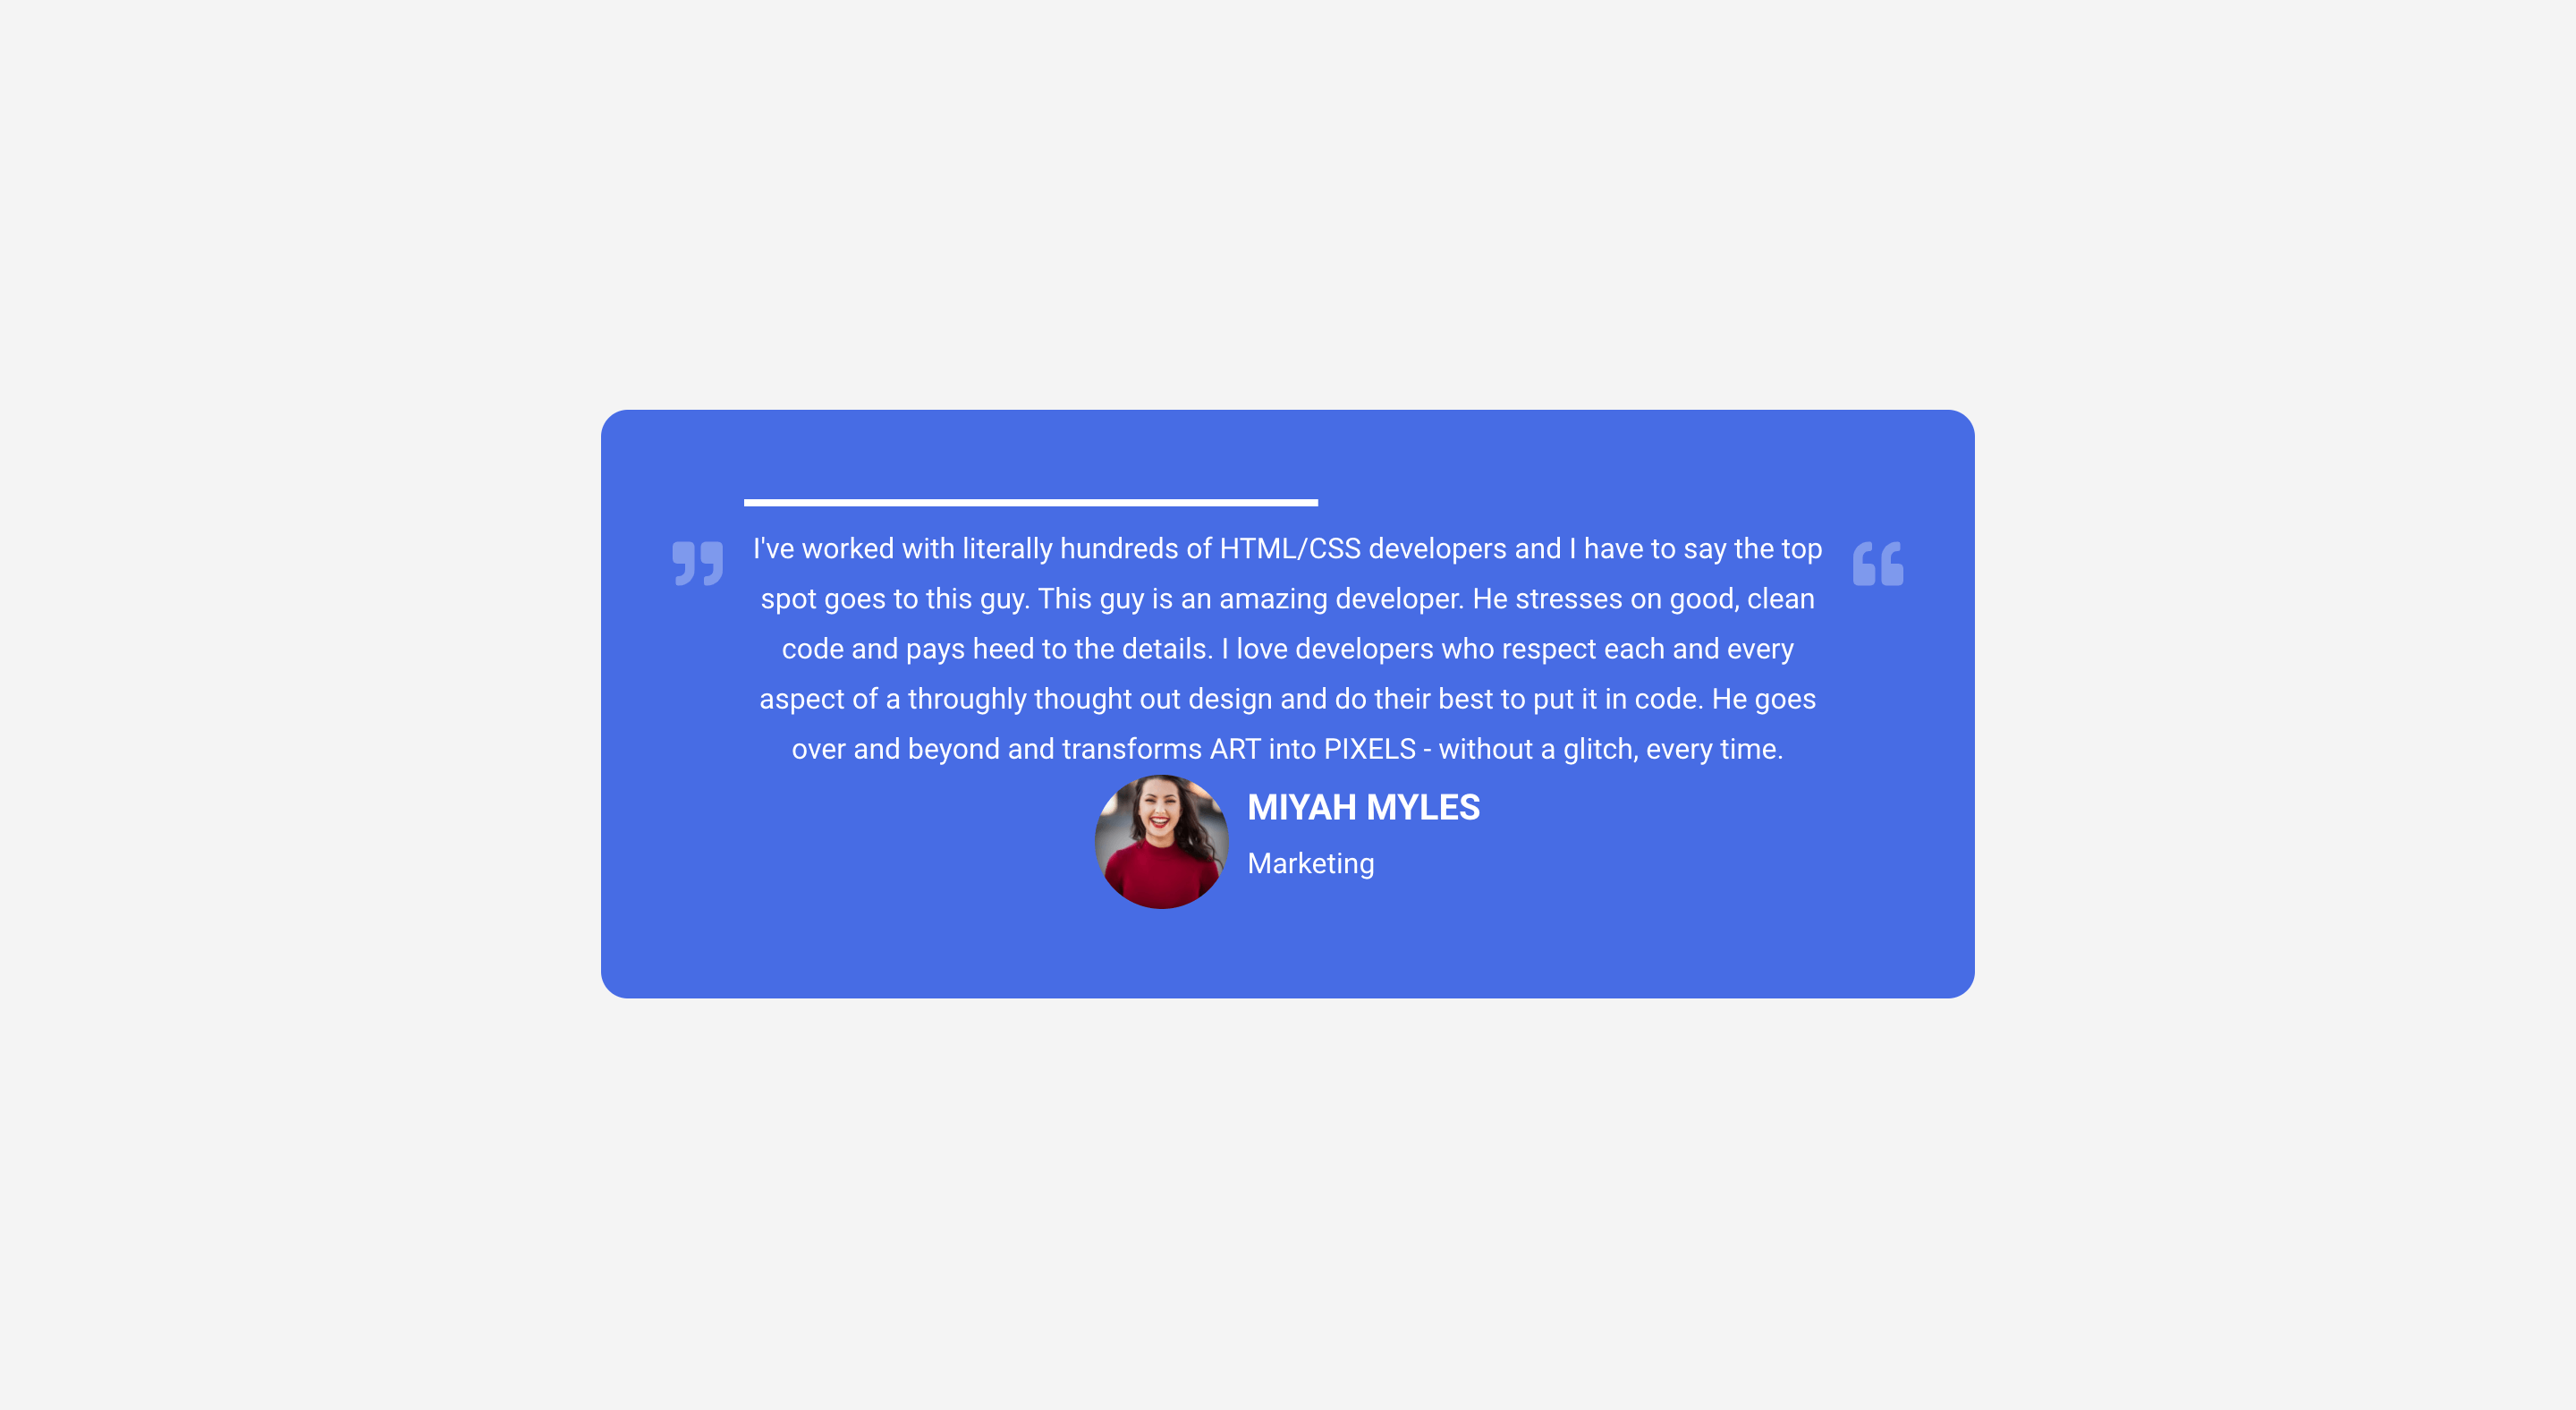 I've worked with literally hundreds of HTML/CSS developers and I have to say the top
spot goes to this guy. This guy is an amazing developer. He stresses on good, clean
code and pays heed to the details. I love developers who respect each and every
aspect of a throughly thought out design and do their best to put it in code. He goes
over and beyond and transforms ART into PIXELS - without a glitch, every time.
MIYAH MYLES
Marketing